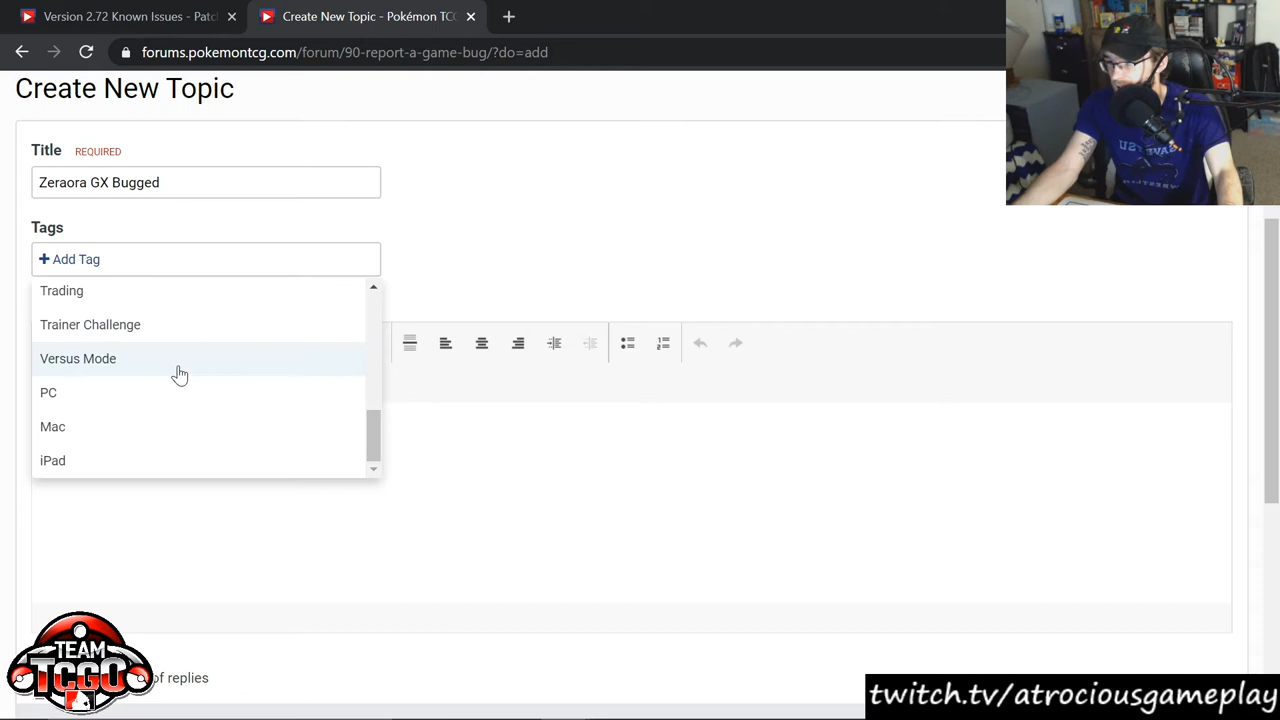 Version 2.72 Known Issues - Patc
Create New Topic - Pokémon TCG
forums.pokemontcg.com/forum/90-report-a-game-bug/?do=add
Create New Topic
Title REQUIRED
Zeraora GX Bugged
Tags
+ Add Tag
Trading
Trainer Challenge
Versus Mode
PC
Mac
iPad
of replies
TEAM
TCGO
twitch.tv/atrociousgameplay